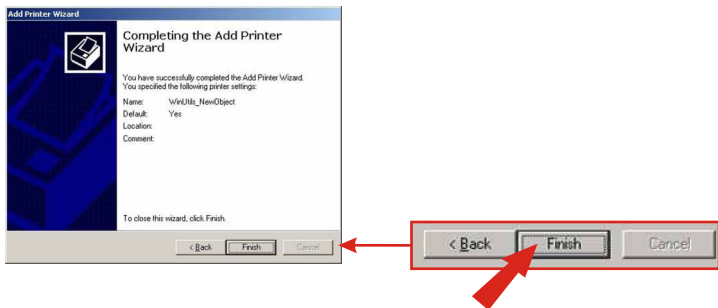 Add Printer Wizard
Completing the Add Printer
Wizard
You have successfully completed the Add Printer Wizard.
You specified the following printer settings:
Name: WinUtils_NewObject
Default: Yes
Location:
Comment:
To close this wizard, click Finish.
< Back Finish Cancel
< Back Finish Cancel